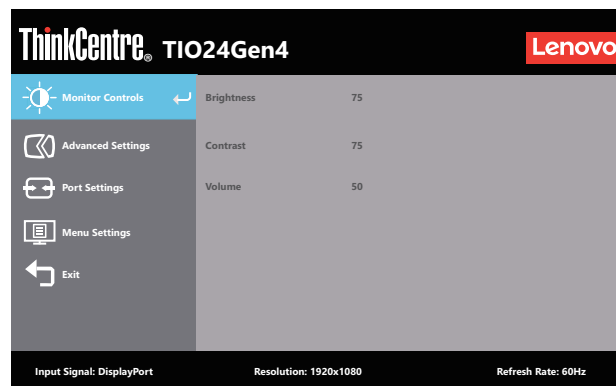 ThinkCentre® TIO24Gen4 Lenovo
Monitor Controls Brightness 75
Advanced Settings Contrast 75
Port Settings Volume 50
Menu Settings
Exit
Input Signal: DisplayPort Resolution: 1920x1080 Refresh Rate: 60Hz